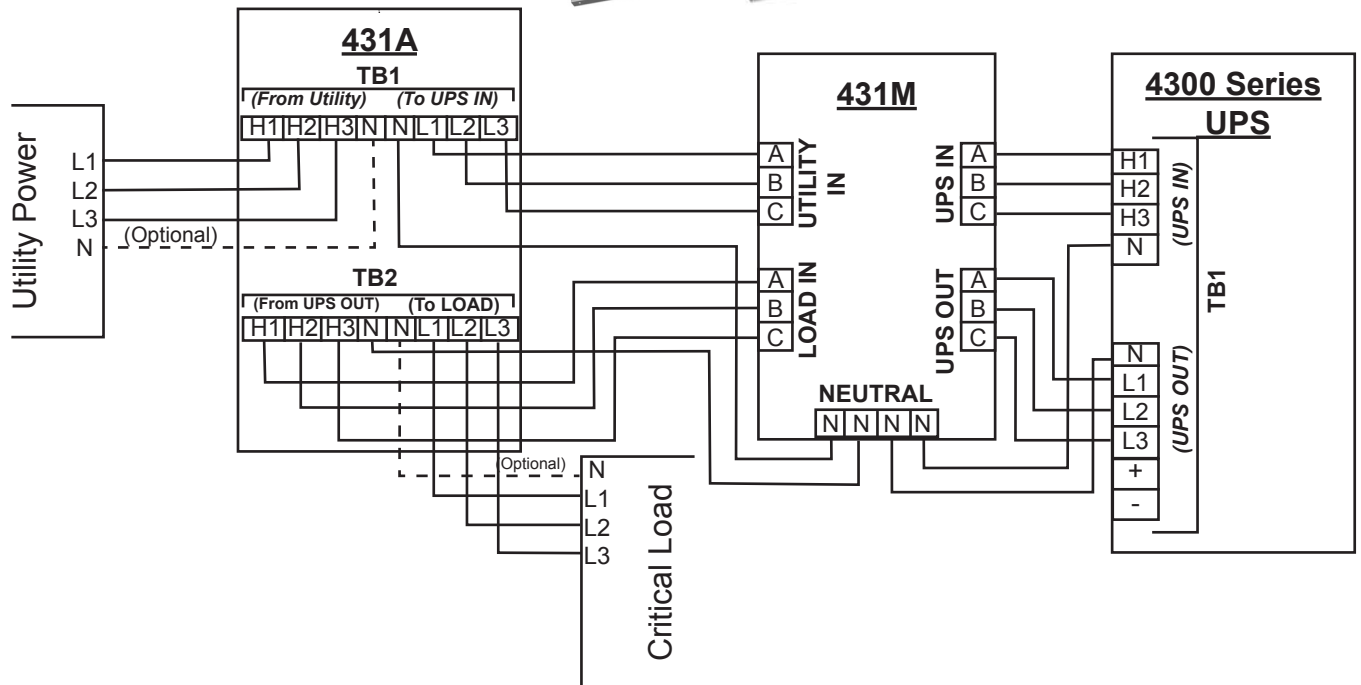 431A
TB1
(From Utility) (To UPS IN)
H1 H2 H3 N N L1 L2 L3
Utility Power
L1
L2
L3
N
(Optional)
TB2
(From UPS OUT) (To LOAD)
H1 H2 H3 N N L1 L2 L3
(Optional)
N
L1
L2
L3
Critical Load
431M
A
B
C
UTILITY IN
A
B
C
LOAD IN
UPS IN
A
B
C
UPS OUT
A
B
C
NEUTRAL
N N N N
4300 Series
UPS
H1
H2
H3
N
(UPS IN)
TB1
N
L1
L2
L3
+
-
(UPS OUT)